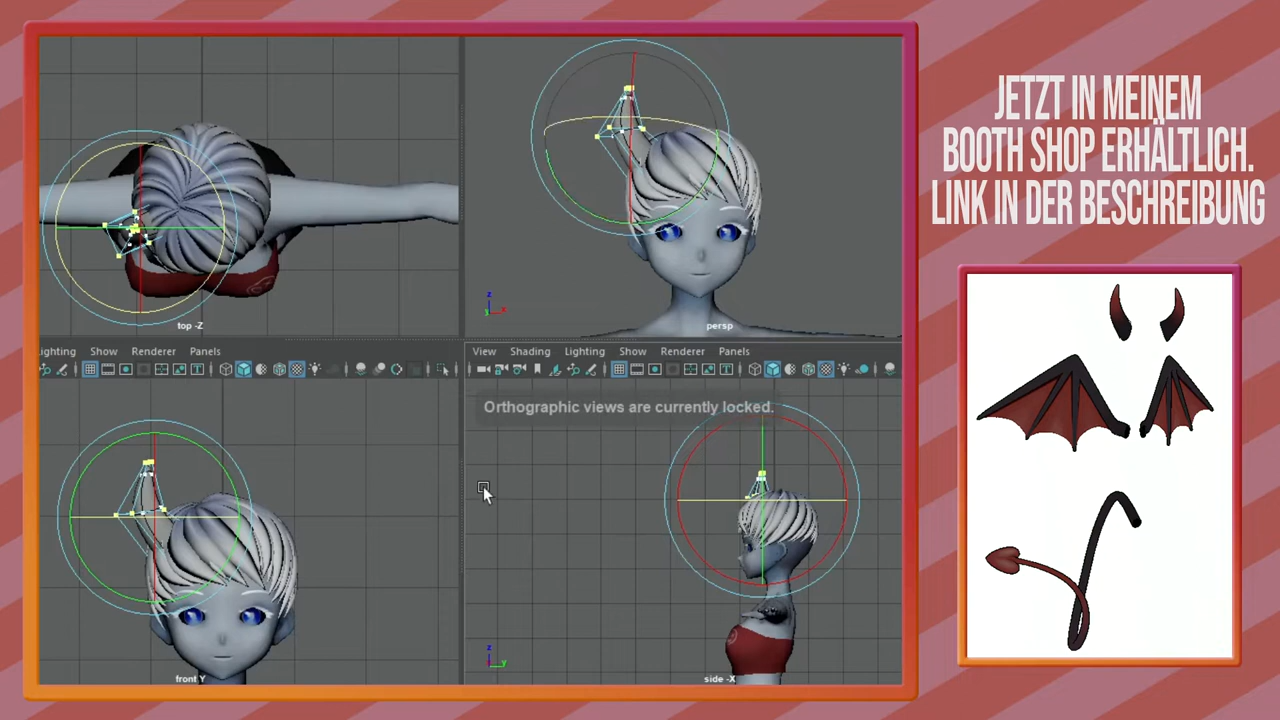 JETZT IN MEINEM
BOOTH SHOP ERHÄLTLICH.
LINK IN DER BESCHREIBUNG
top -Z
persp
ighting Show Renderer Panels
View Shading Lighting Show Renderer Panels
Orthographic views are currently locked.
front Y
side -X
z
x
z
y